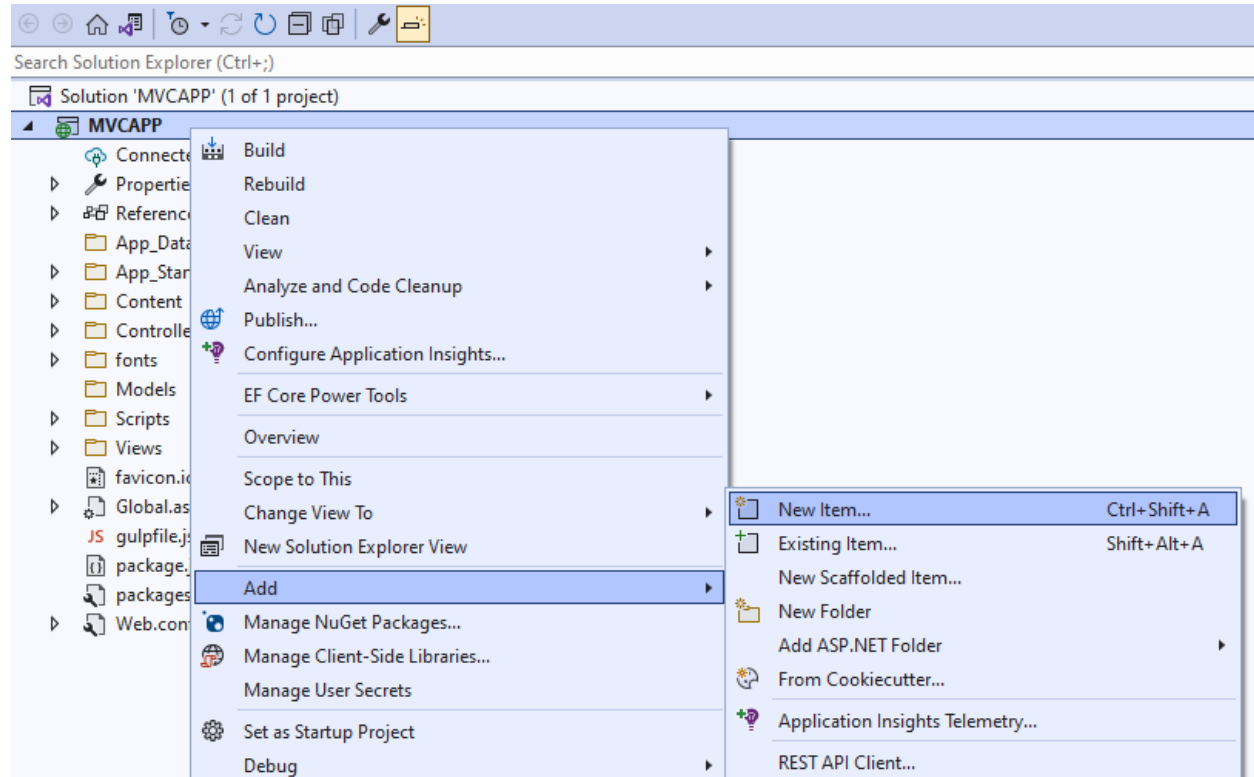 Search Solution Explorer (Ctrl+;)
Solution 'MVCAPP' (1 of 1 project)
MVCAPP
Connecte
Propertie
Referenc
App_Data
App_Star
Content
Controlle
fonts
Models
Scripts
Views
favicon.ic
Global.as
JS gulpfile.js
package.j
packages
Web.con
Build
Rebuild
Clean
View
Analyze and Code Cleanup
Publish...
Configure Application Insights...
EF Core Power Tools
Overview
Scope to This
Change View To
New Solution Explorer View
Add
Manage NuGet Packages...
Manage Client-Side Libraries...
Manage User Secrets
Set as Startup Project
Debug
New Item... Ctrl+Shift+A
Existing Item... Shift+Alt+A
New Scaffolded Item...
New Folder
Add ASP.NET Folder
From Cookiecutter...
Application Insights Telemetry...
REST API Client...